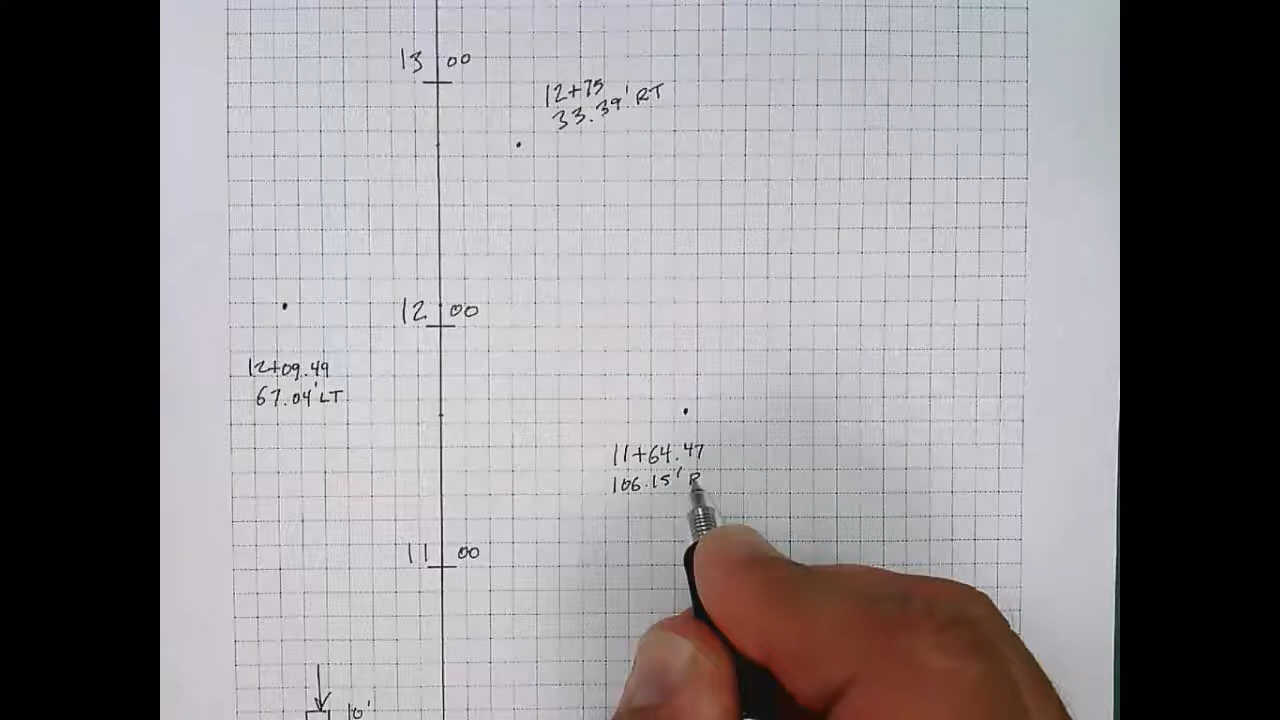 13 00
12+75
33.39' RT
12 00
12+09.49
67.04' LT
11+64.47
106.15' R
11 00
10'